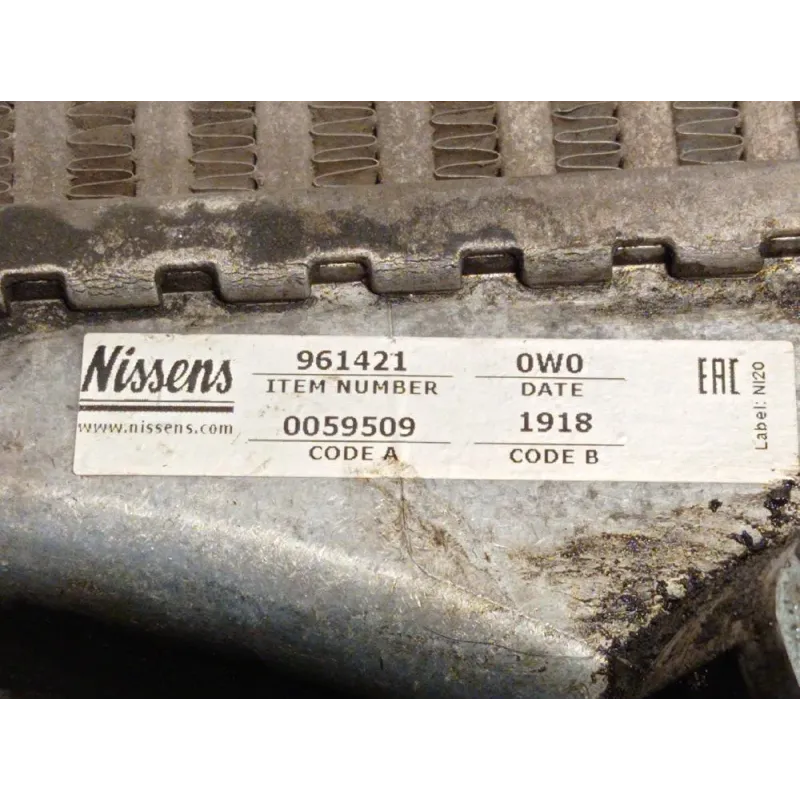 Nissens
www.nissens.com
961421
ITEM NUMBER
0059509
CODE A
0W0
DATE
1918
CODE B
EAC
Label: NI20